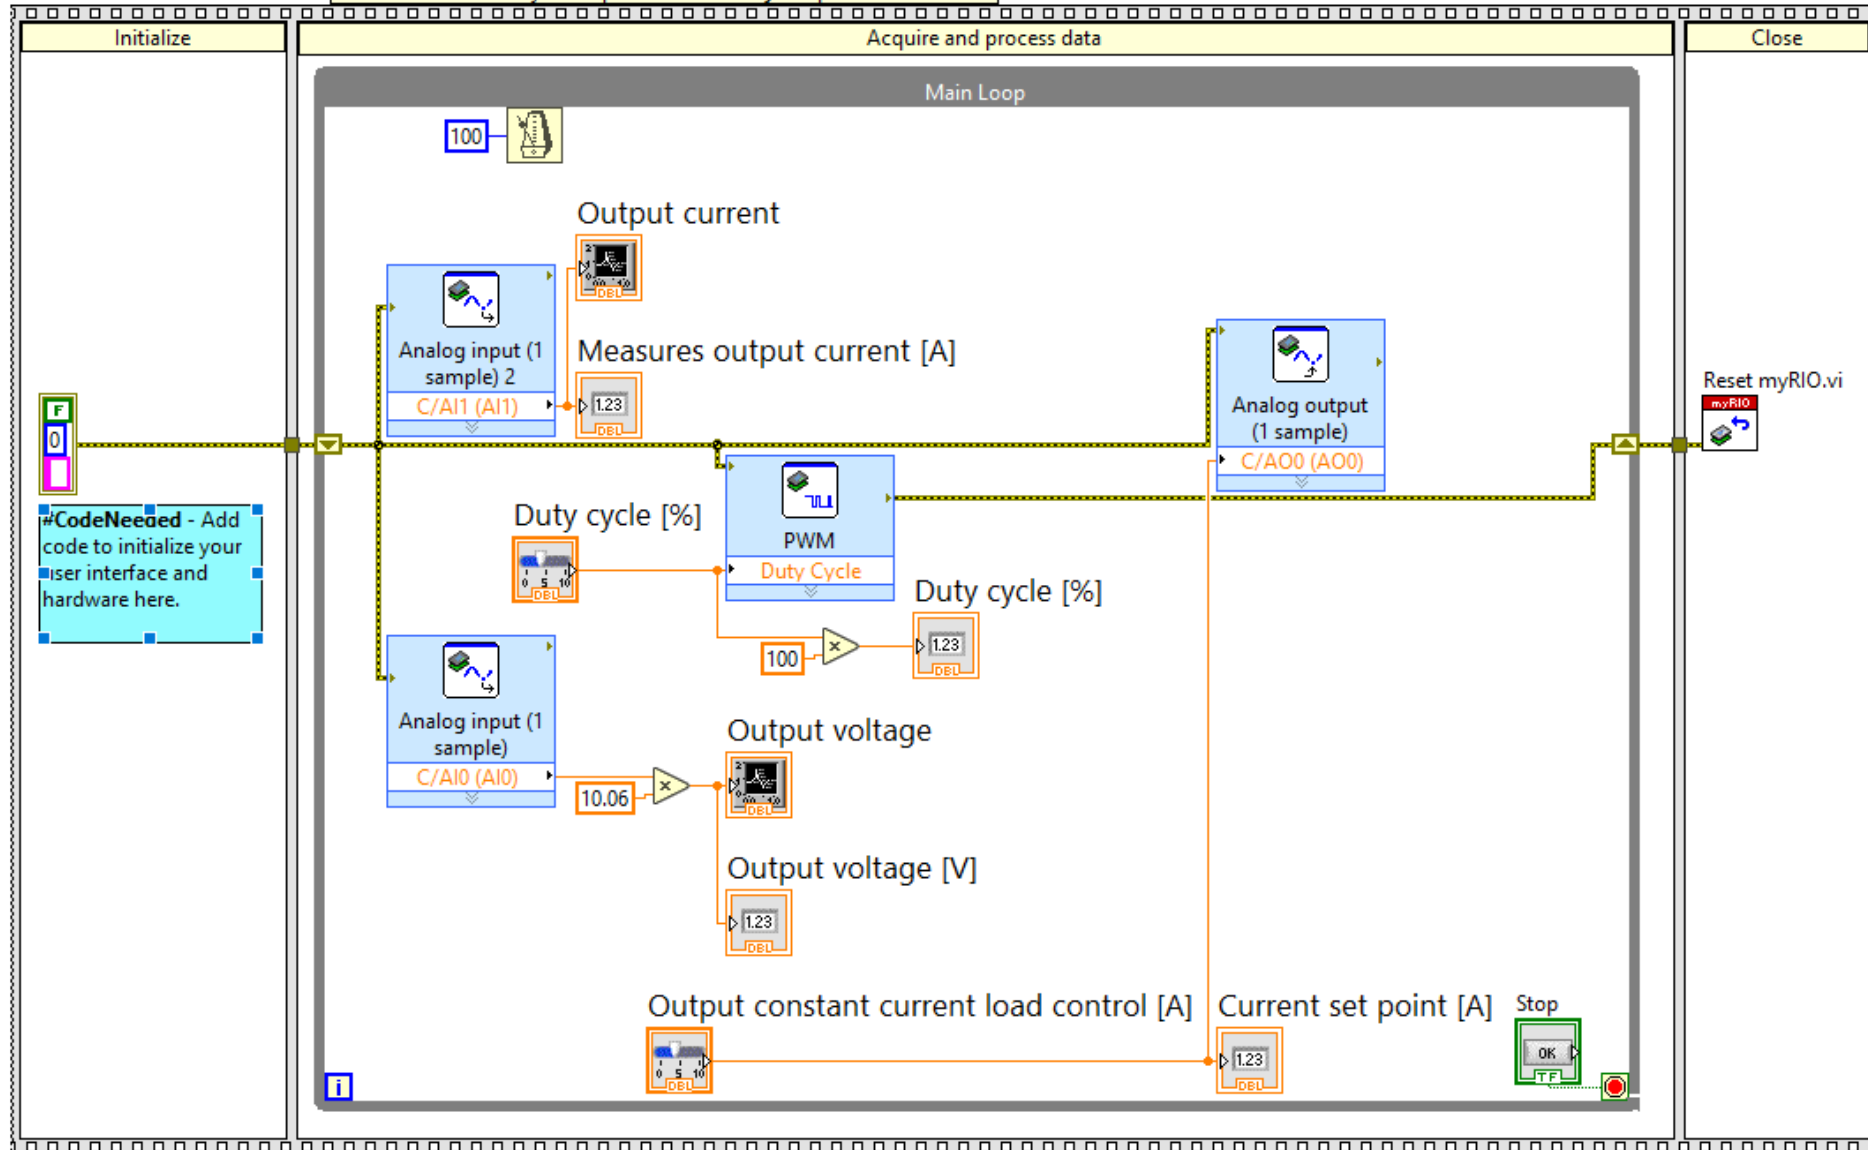 Initialize
Acquire and process data
Close
Main Loop
100
Output current
DBL
Analog input (1
sample) 2
C/AI1 (AI1)
Measures output current [A]
1.23
DBL
Analog output
(1 sample)
C/AO0 (AO0)
Reset myRIO.vi
myRIO
F
0
#CodeNeeded - Add
code to initialize your
user interface and
hardware here.
Duty cycle [%]
0 5 10
DBL
PWM
Duty Cycle
Duty cycle [%]
1.23
DBL
100
x
Analog input (1
sample)
C/AI0 (AI0)
10.06
x
Output voltage
DBL
Output voltage [V]
1.23
DBL
Output constant current load control [A]
0 5 10
DBL
Current set point [A]
1.23
DBL
Stop
OK
TF
i